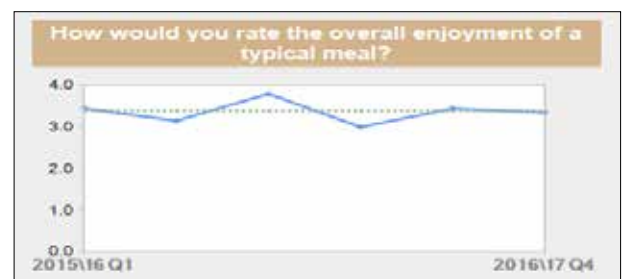 How would you rate the overall enjoyment of a
typical meal?
4.0
3.0
2.0
1.0
0.0
2015\16 Q1
2016\17 Q4